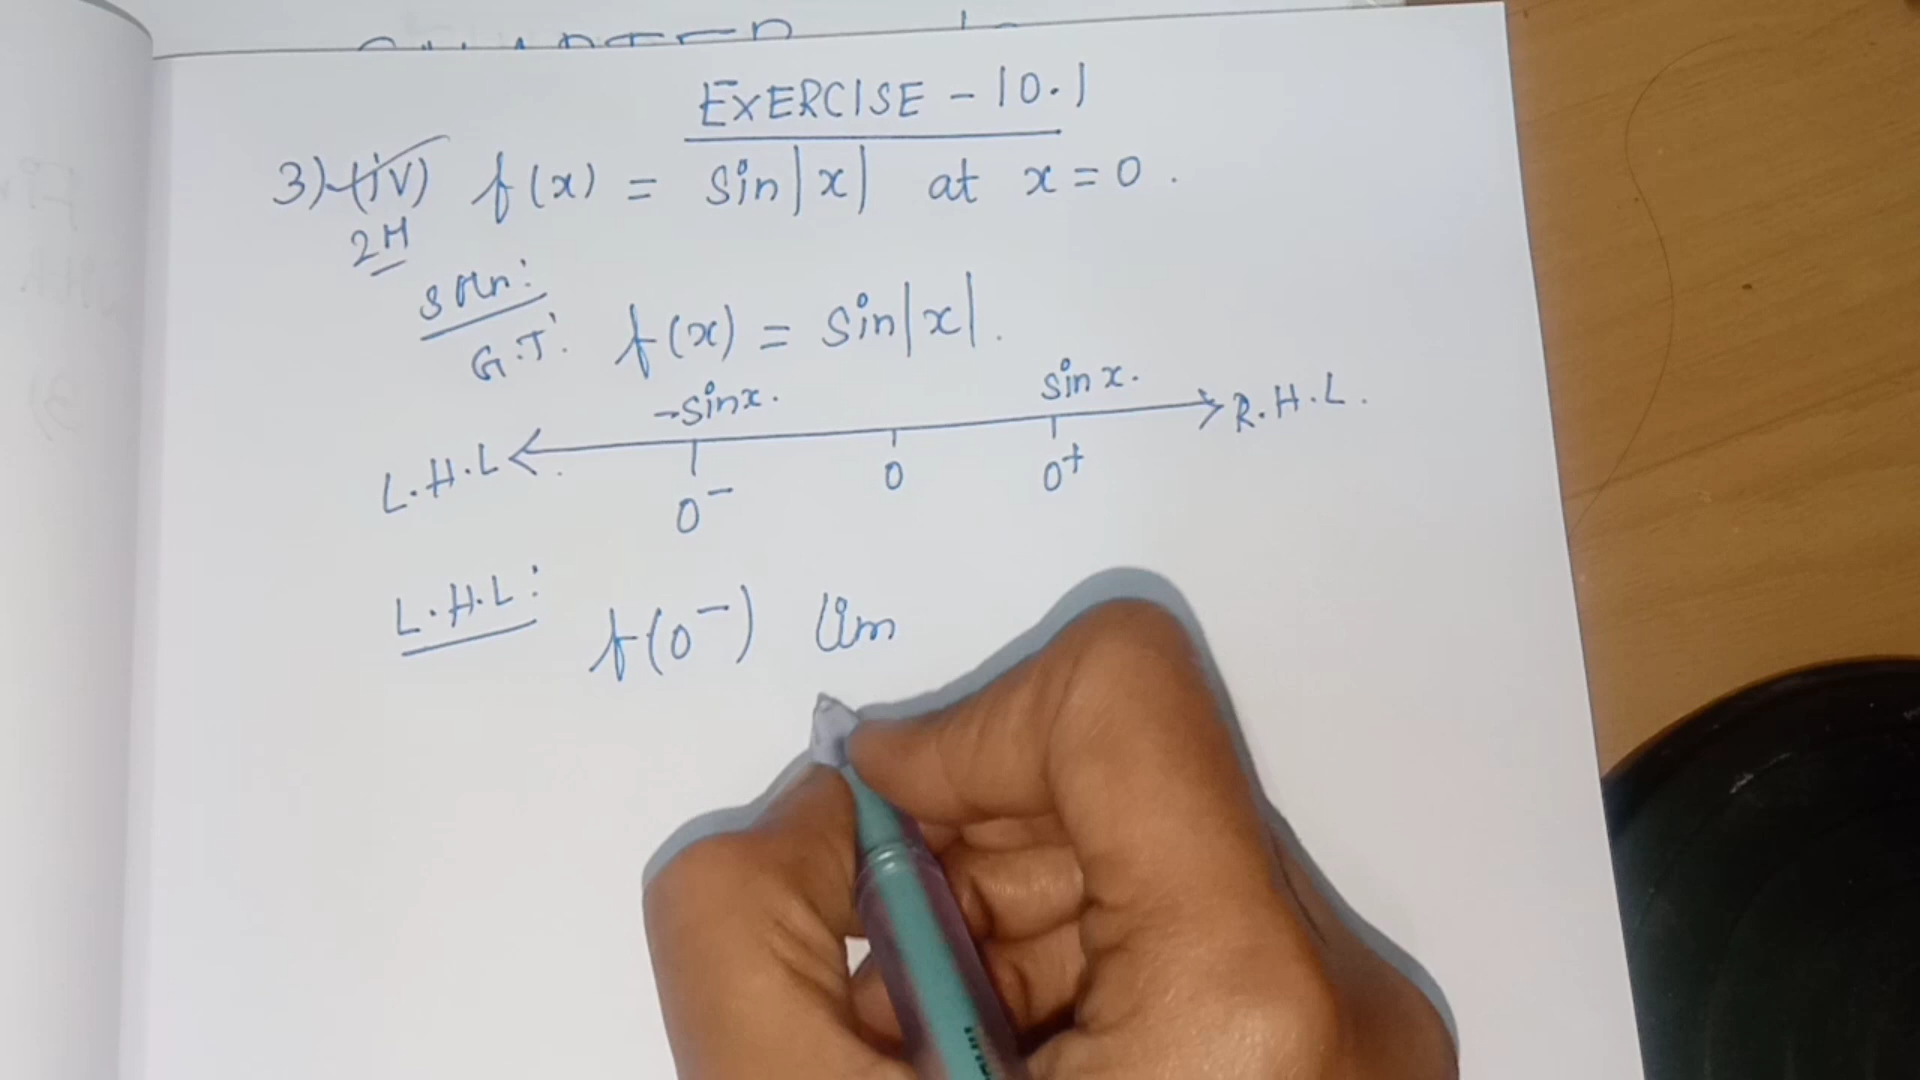 EXERCISE - 10.1
3) (iv) f(x) = sin|x| at x = 0 .
2M
soln:
G.T. f(x) = sin|x| .
-sinx. sin x.
L.H.L R.H.L.
0⁻ 0 0⁺
L.H.L : f(0⁻) lim